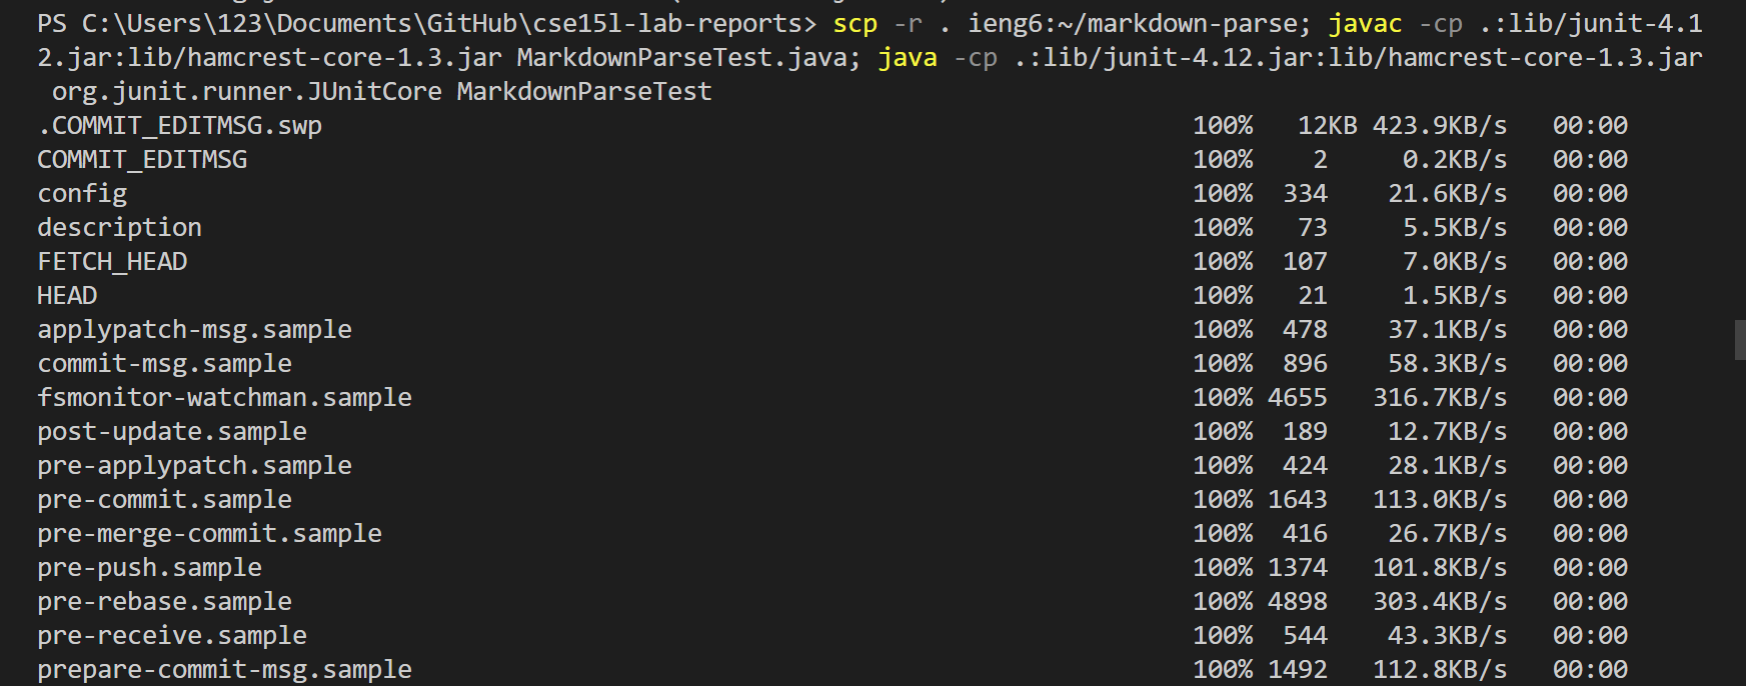 PS C:\Users\123\Documents\GitHub\cse15l-lab-reports> scp -r . ieng6:~/markdown-parse; javac -cp .:lib/junit-4.1
2.jar:lib/hamcrest-core-1.3.jar MarkdownParseTest.java; java -cp .:lib/junit-4.12.jar:lib/hamcrest-core-1.3.jar
 org.junit.runner.JUnitCore MarkdownParseTest
.COMMIT_EDITMSG.swp 100% 12KB 423.9KB/s 00:00
COMMIT_EDITMSG 100% 2 0.2KB/s 00:00
config 100% 334 21.6KB/s 00:00
description 100% 73 5.5KB/s 00:00
FETCH_HEAD 100% 107 7.0KB/s 00:00
HEAD 100% 21 1.5KB/s 00:00
applypatch-msg.sample 100% 478 37.1KB/s 00:00
commit-msg.sample 100% 896 58.3KB/s 00:00
fsmonitor-watchman.sample 100% 4655 316.7KB/s 00:00
post-update.sample 100% 189 12.7KB/s 00:00
pre-applypatch.sample 100% 424 28.1KB/s 00:00
pre-commit.sample 100% 1643 113.0KB/s 00:00
pre-merge-commit.sample 100% 416 26.7KB/s 00:00
pre-push.sample 100% 1374 101.8KB/s 00:00
pre-rebase.sample 100% 4898 303.4KB/s 00:00
pre-receive.sample 100% 544 43.3KB/s 00:00
prepare-commit-msg.sample 100% 1492 112.8KB/s 00:00